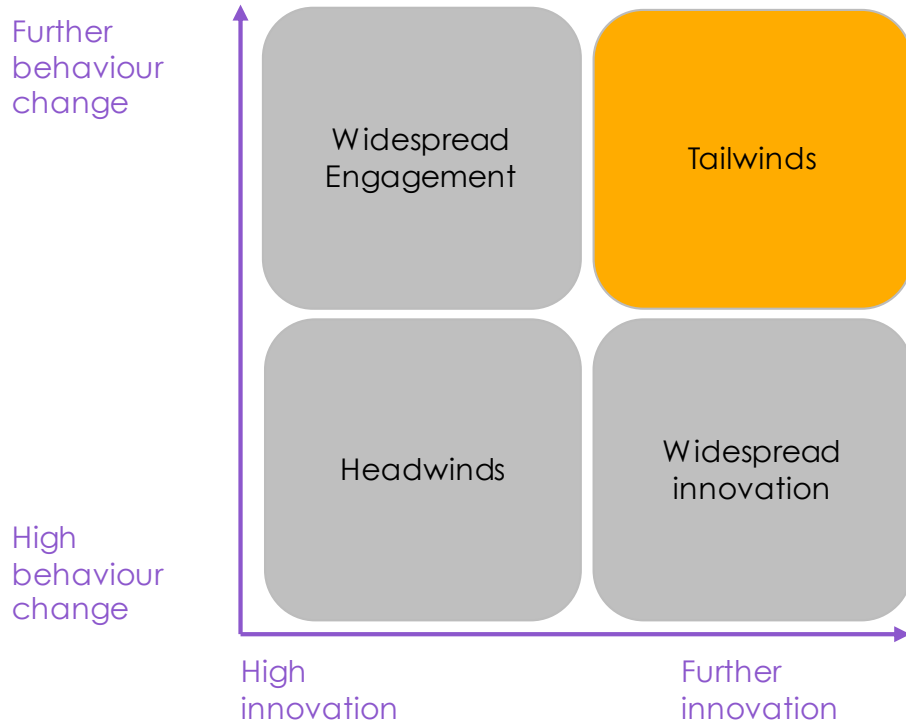 Further
behaviour
change
Widespread
Engagement
Tailwinds
Headwinds
Widespread
innovation
High
behaviour
change
High
innovation
Further
innovation